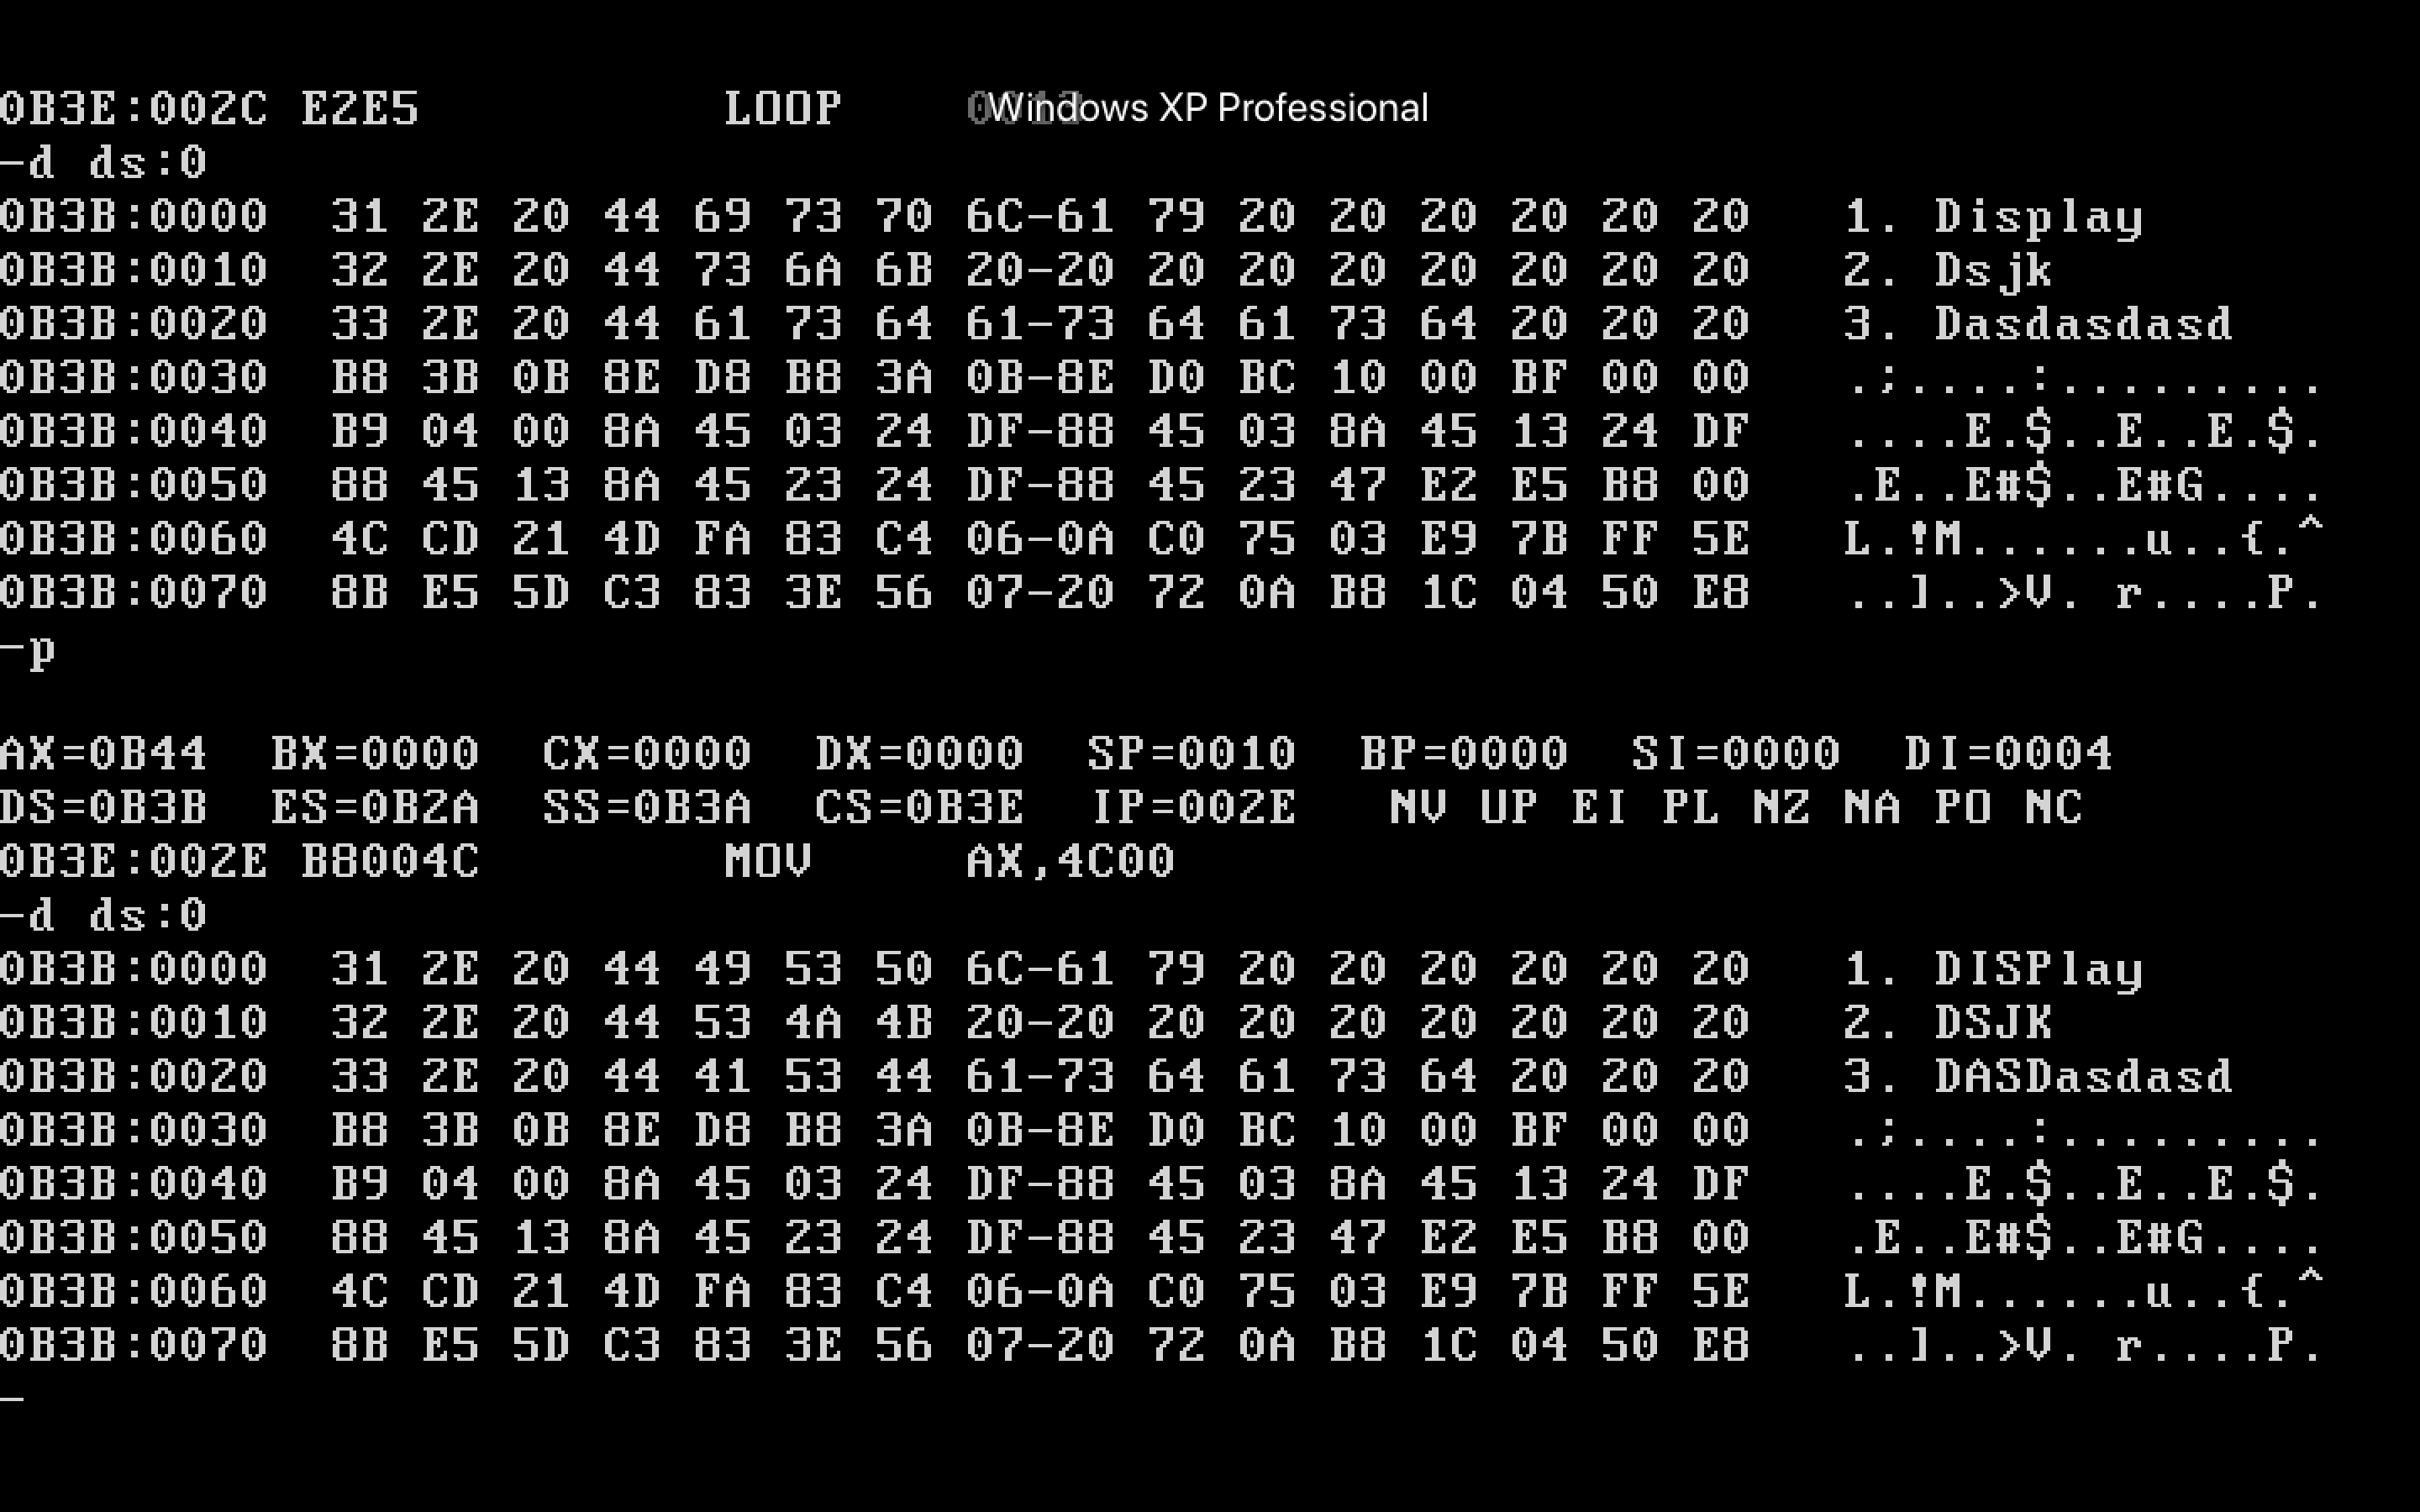 0B3E:002C E2E5 LOOP 0013
Windows XP Professional
-d ds:0
0B3B:0000 31 2E 20 44 69 73 70 6C-61 79 20 20 20 20 20 20 1. Display
0B3B:0010 32 2E 20 44 73 6A 6B 20-20 20 20 20 20 20 20 20 2. Dsjk
0B3B:0020 33 2E 20 44 61 73 64 61-73 64 61 73 64 20 20 20 3. Dasdasdasd
0B3B:0030 B8 3B 0B 8E D8 B8 3A 0B-8E D0 BC 10 00 BF 00 00 .;....:.........
0B3B:0040 B9 04 00 8A 45 03 24 DF-88 45 03 8A 45 13 24 DF ....E.$..E..E.$.
0B3B:0050 88 45 13 8A 45 23 24 DF-88 45 23 47 E2 E5 B8 00 .E..E#$..E#G....
0B3B:0060 4C CD 21 4D FA 83 C4 06-0A C0 75 03 E9 7B FF 5E L.!M......u..{.^
0B3B:0070 8B E5 5D C3 83 3E 56 07-20 72 0A B8 1C 04 50 E8 ..]..>V. r....P.
-p
AX=0B44 BX=0000 CX=0000 DX=0000 SP=0010 BP=0000 SI=0000 DI=0004
DS=0B3B ES=0B2A SS=0B3A CS=0B3E IP=002E NV UP EI PL NZ NA PO NC
0B3E:002E B8004C MOV AX,4C00
-d ds:0
0B3B:0000 31 2E 20 44 49 53 50 6C-61 79 20 20 20 20 20 20 1. DISPlay
0B3B:0010 32 2E 20 44 53 4A 4B 20-20 20 20 20 20 20 20 20 2. DSJK
0B3B:0020 33 2E 20 44 41 53 44 61-73 64 61 73 64 20 20 20 3. DASDasdasd
0B3B:0030 B8 3B 0B 8E D8 B8 3A 0B-8E D0 BC 10 00 BF 00 00 .;....:.........
0B3B:0040 B9 04 00 8A 45 03 24 DF-88 45 03 8A 45 13 24 DF ....E.$..E..E.$.
0B3B:0050 88 45 13 8A 45 23 24 DF-88 45 23 47 E2 E5 B8 00 .E..E#$..E#G....
0B3B:0060 4C CD 21 4D FA 83 C4 06-0A C0 75 03 E9 7B FF 5E L.!M......u..{.^
0B3B:0070 8B E5 5D C3 83 3E 56 07-20 72 0A B8 1C 04 50 E8 ..]..>V. r....P.
-